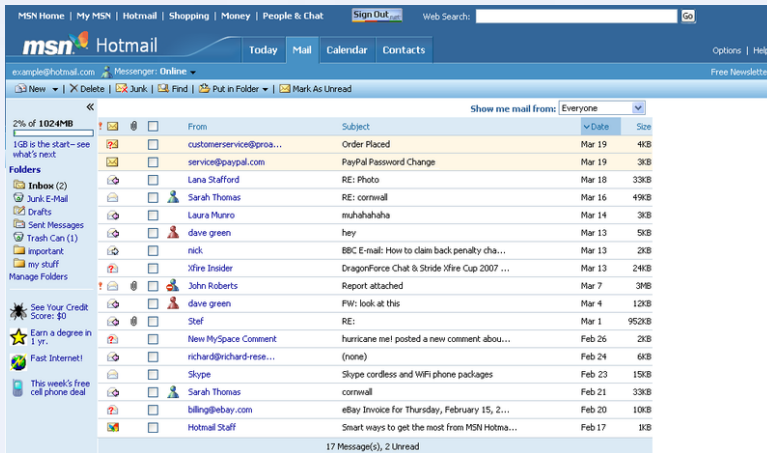 MSN Home | My MSN | Hotmail | Shopping | Money | People & Chat Sign Out .net Web Search: Go
msn Hotmail Today Mail Calendar Contacts Options | Help
example@hotmail.com Messenger: Online Free Newsletters
New | Delete | Junk | Find | Put in Folder | Mark As Unread
«
Show me mail from: Everyone
2% of 1024MB
1GB is the start– see
what's next
Folders
Inbox (2)
Junk E-Mail
Drafts
Sent Messages
Trash Can (1)
important
my stuff
Manage Folders
See Your Credit
Score: $0
Earn a degree in
1 yr.
Fast Internet!
This week's free
cell phone deal
! From Subject Date Size
customerservice@proa... Order Placed Mar 19 4KB
service@paypal.com PayPal Password Change Mar 19 3KB
Lana Stafford RE: Photo Mar 18 33KB
Sarah Thomas RE: cornwall Mar 16 49KB
Laura Munro muhahahaha Mar 14 3KB
dave green hey Mar 13 5KB
nick BBC E-mail: How to claim back penalty cha... Mar 13 2KB
Xfire Insider DragonForce Chat & Stride Xfire Cup 2007 ... Mar 13 24KB
! John Roberts Report attached Mar 7 3MB
dave green FW: look at this Mar 4 12KB
Stef RE: Mar 1 952KB
New MySpace Comment hurricane me! posted a new comment abou... Feb 26 2KB
richard@richard-rese... (none) Feb 24 6KB
Skype Skype cordless and WiFi phone packages Feb 23 15KB
Sarah Thomas cornwall Feb 21 33KB
billing@ebay.com eBay Invoice for Thursday, February 15, 2... Feb 20 10KB
Hotmail Staff Smart ways to get the most from MSN Hotma... Feb 17 1KB
17 Message(s), 2 Unread